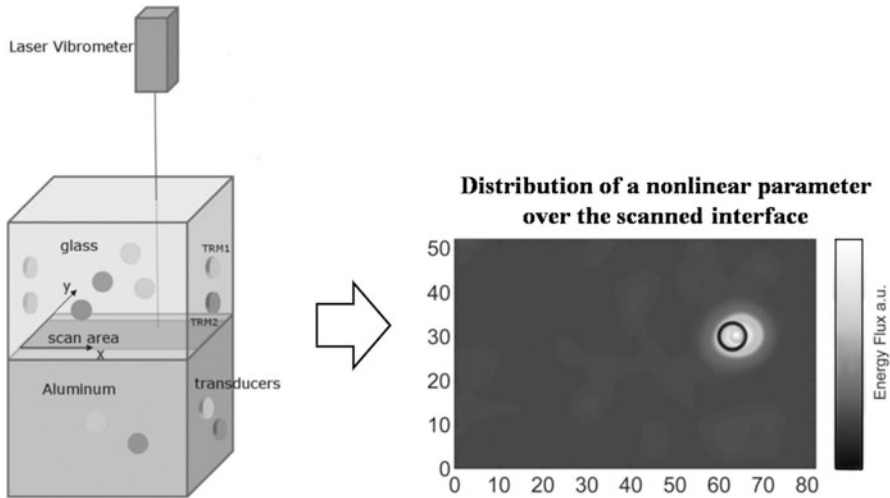 Laser Vibrometer
glass
TRM1
y
TRM2
scan area
x
Aluminum
transducers
Distribution of a nonlinear parameter
over the scanned interface
50
40
30
20
10
0
0 10 20 30 40 50 60 70 80
Energy Flux a.u.